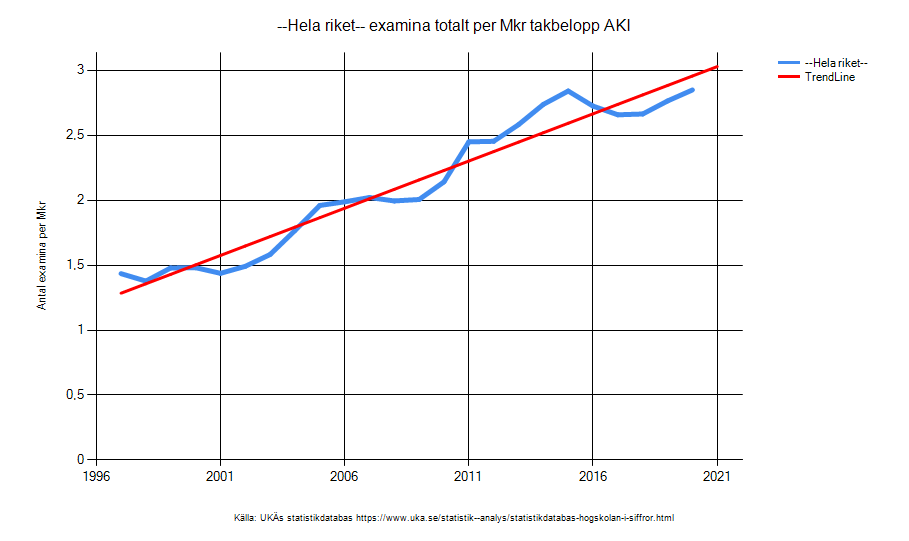 --Hela riket-- examina totalt per Mkr takbelopp AKI
--Hela riket--
TrendLine
Antal examina per Mkr
3
2,5
2
1,5
1
0,5
0
1996 2001 2006 2011 2016 2021
Källa: UKÄs statistikdatabas https://www.uka.se/statistik--analys/statistikdatabas-hogskolan-i-siffror.html